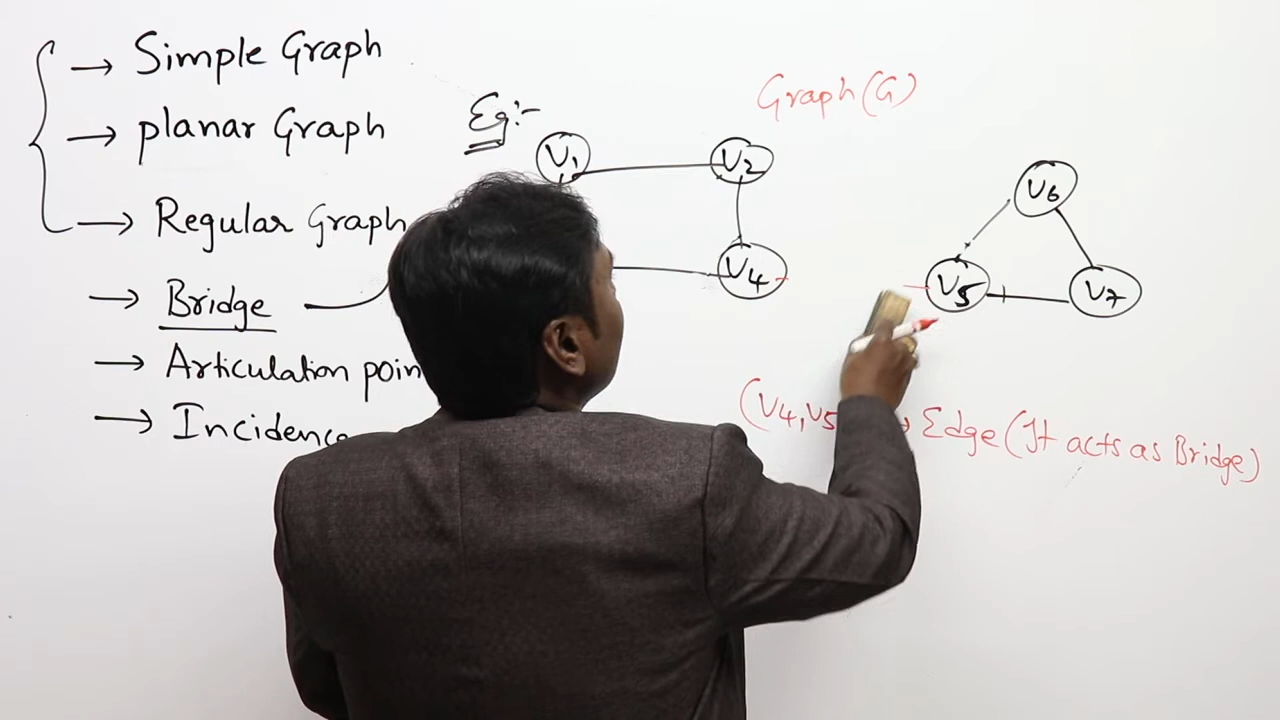 → Simple Graph
→ planar Graph
→ Regular Graph
→ Bridge
→ Articulation
→ Incidence
Eg:-
Graph (G)
V1
V2
V4
V6
V5
V7
(V4, V5
→ Edge (It acts as Bridge)